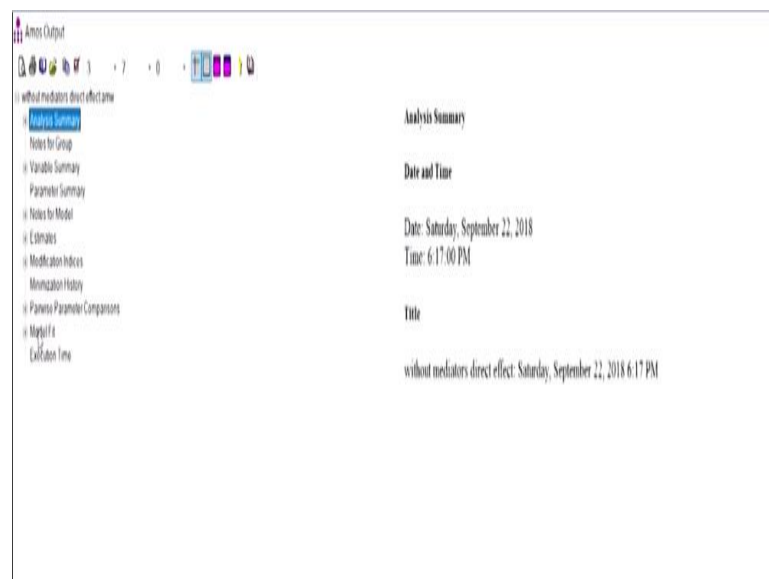 Amos Output
3 7 0
without mediators direct effect.amw
Analysis Summary
Notes for Group
Variable Summary
Parameter Summary
Notes for Model
Estimates
Modification Indices
Minimization History
Pairwise Parameter Comparisons
Model Fit
Execution Time
Analysis Summary
Date and Time
Date: Saturday, September 22, 2018
Time: 6:17:00 PM
Title
without mediators direct effect: Saturday, September 22, 2018 6:17 PM